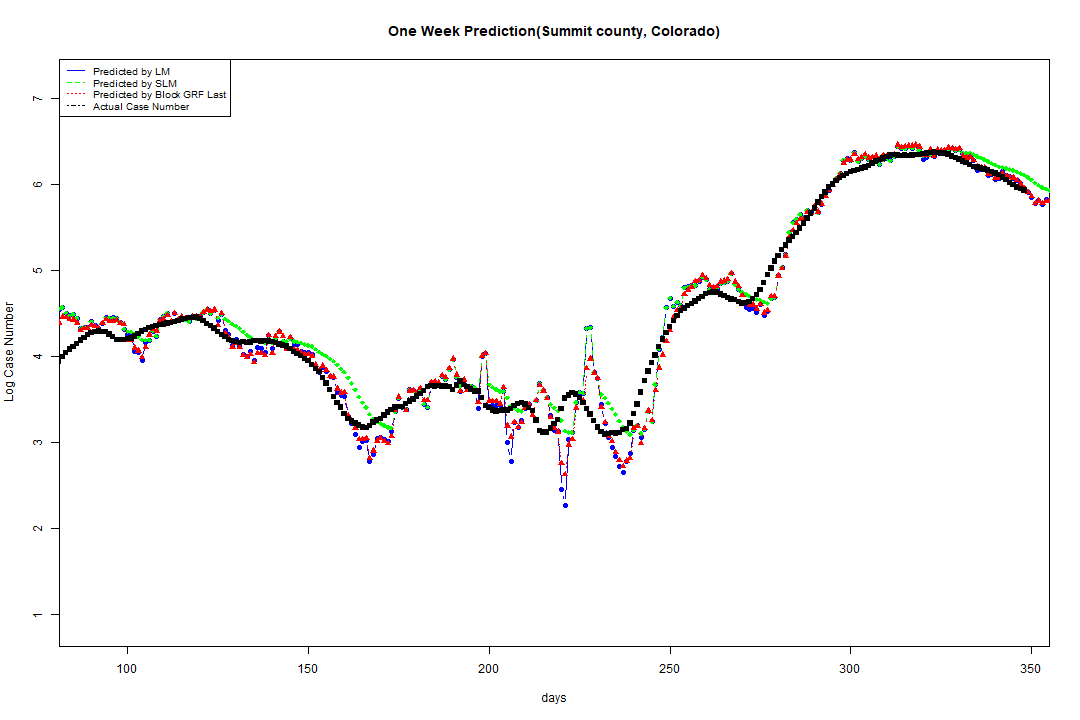 One Week Prediction(Summit county, Colorado)
Predicted by LM
Predicted by SLM
Predicted by Block GRF Last
Actual Case Number
7
6
5
4
3
2
1
Log Case Number
100 150 200 250 300 350
days